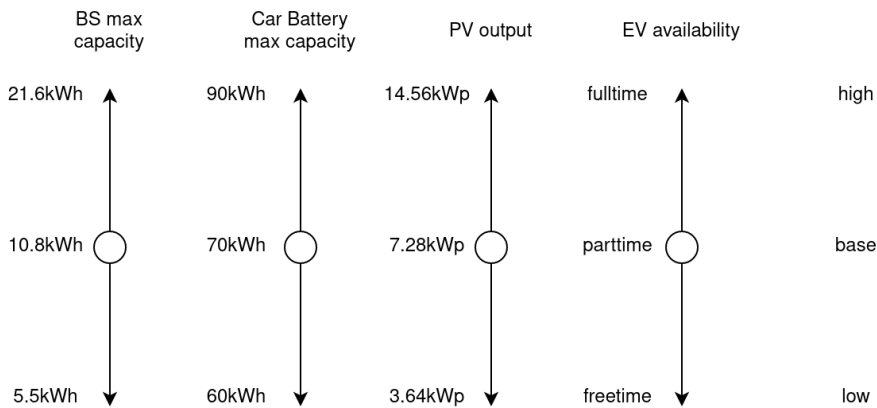 BS max
capacity
Car Battery
max capacity
PV output
EV availability
21.6kWh
90kWh
14.56kWp
fulltime
high
10.8kWh
70kWh
7.28kWp
parttime
base
5.5kWh
60kWh
3.64kWp
freetime
low